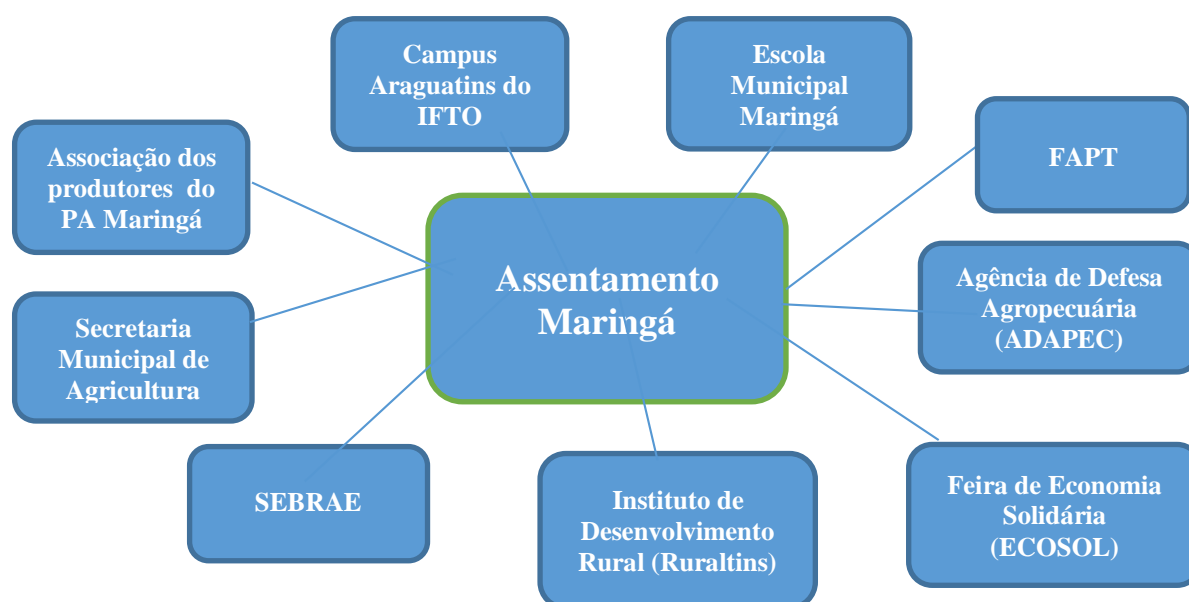 Campus
Araguatins do
IFTO
Escola
Municipal
Maringá
Associação dos
produtores do
PA Maringá
FAPT
Assentamento
Maringá
Agência de Defesa
Agropecuária
(ADAPEC)
Secretaria
Municipal de
Agricultura
SEBRAE
Instituto de
Desenvolvimento
Rural (Ruraltins)
Feira de Economia
Solidária
(ECOSOL)